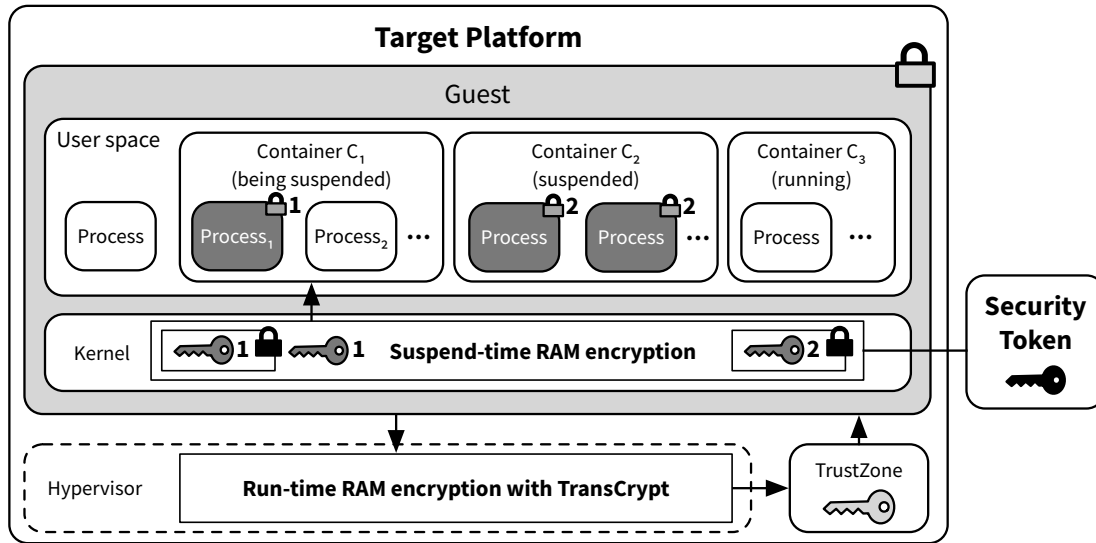 Target Platform
Guest
User space
Container C₁
(being suspended)
Container C₂
(suspended)
Container C₃
(running)
Process
Process₁
1
Process₂
...
Process
2
Process
2
...
Process
...
Kernel
1
1
Suspend-time RAM encryption
2
Security
Token
Hypervisor
Run-time RAM encryption with TransCrypt
TrustZone